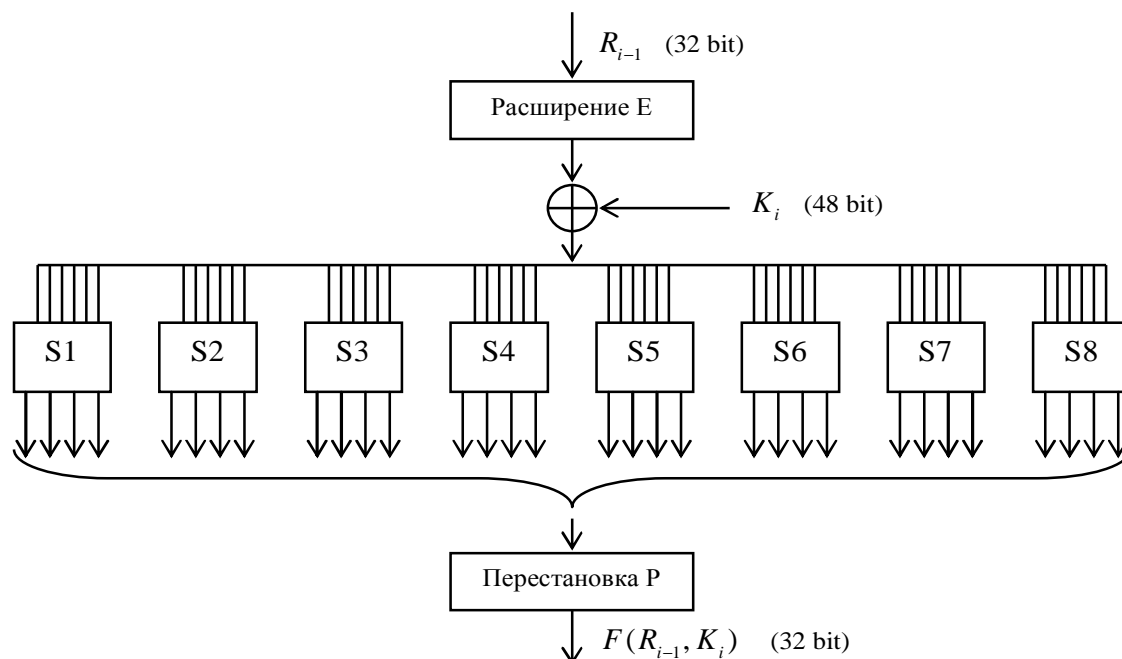 R_{i-1} (32 bit)
Расширение Е
K_i (48 bit)
S1 S2 S3 S4 S5 S6 S7 S8
Перестановка Р
F(R_{i-1}, K_i) (32 bit)